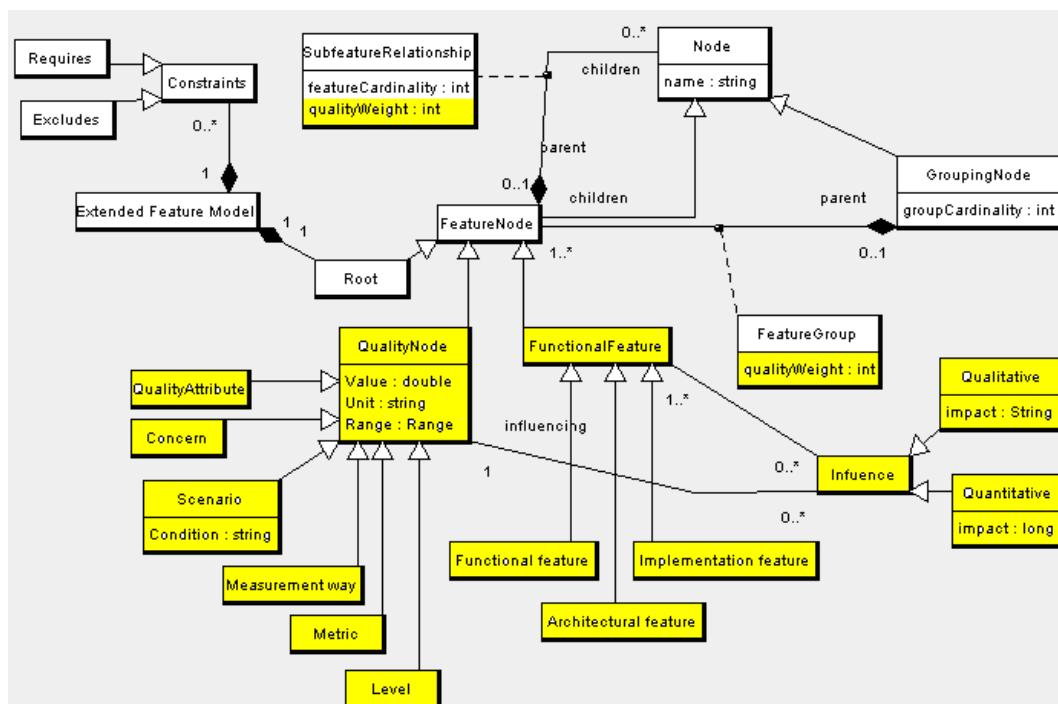 Requires
Excludes
Constraints
0..*
1
Extended Feature Model
1
1
Root
SubfeatureRelationship
featureCardinality : int
qualityWeight : int
0..*
children
Node
name : string
parent
0..1
children
FeatureNode
1..*
parent
0..1
GroupingNode
groupCardinality : int
FeatureGroup
qualityWeight : int
QualityNode
Value : double
Unit : string
Range : Range
FunctionalFeature
1..*
influencing
1
0..*
0..*
Infuence
Qualitative
impact : String
Quantitative
impact : long
QualityAttribute
Concern
Scenario
Condition : string
Measurement way
Metric
Level
Functional feature
Implementation feature
Architectural feature